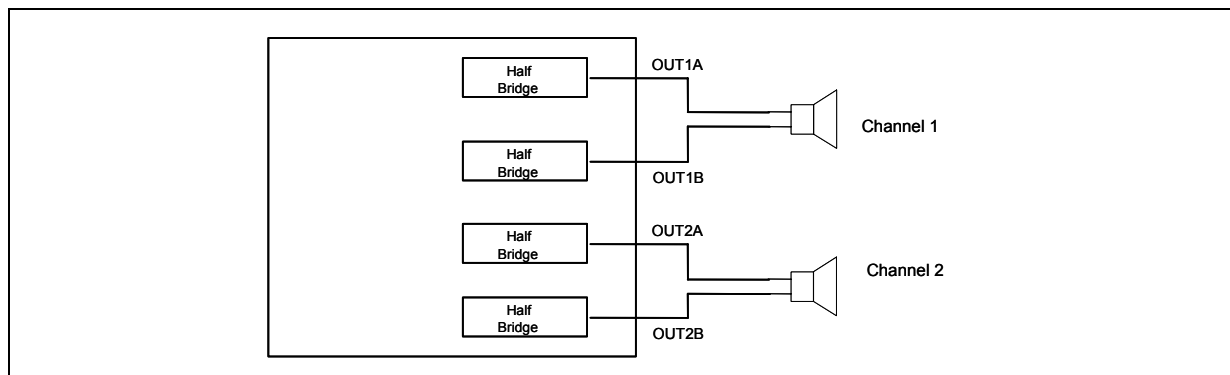 Half
Bridge
OUT1A
Channel 1
Half
Bridge
OUT1B
Half
Bridge
OUT2A
Channel 2
Half
Bridge
OUT2B